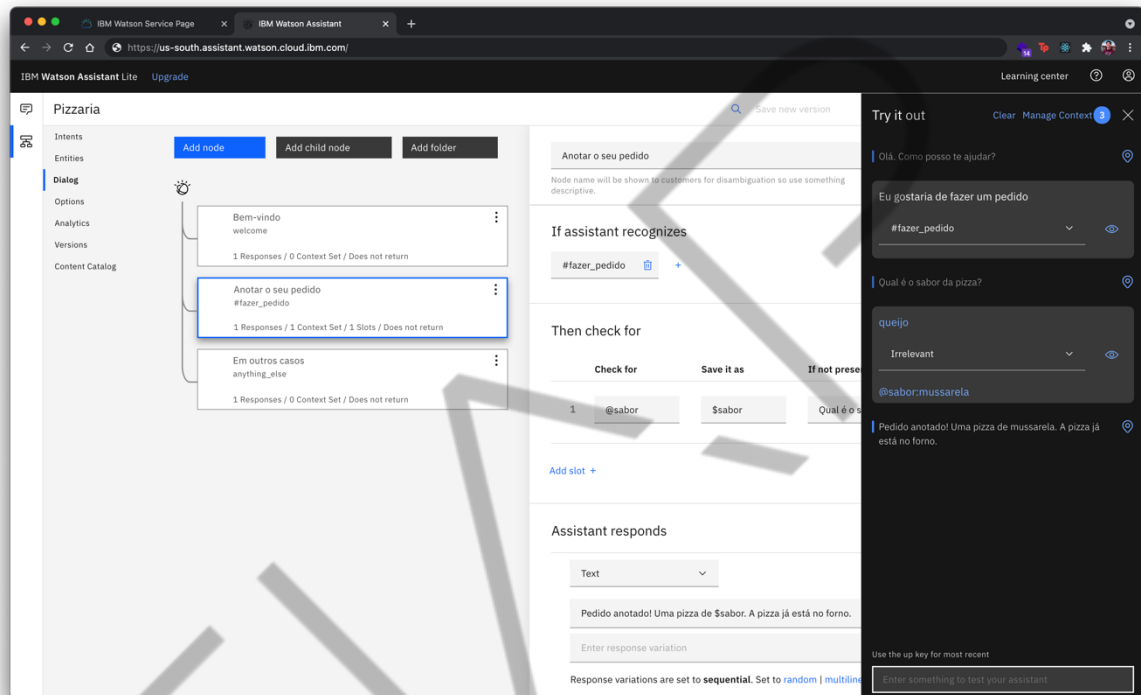 IBM Watson Service Page
IBM Watson Assistant
https://us-south.assistant.watson.cloud.ibm.com/
14
IBM Watson Assistant Lite Upgrade
Learning center
Pizzaria
Save new version
Intents
Entities
Dialog
Options
Analytics
Versions
Content Catalog
Add node
Add child node
Add folder
Bem-vindo
welcome
1 Responses / 0 Context Set / Does not return
Anotar o seu pedido
#fazer_pedido
1 Responses / 1 Context Set / 1 Slots / Does not return
Em outros casos
anything_else
1 Responses / 0 Context Set / Does not return
Anotar o seu pedido
Node name will be shown to customers for disambiguation so use something
descriptive.
If assistant recognizes
#fazer_pedido
Then check for
Check for Save it as If not prese
1 @sabor $sabor Qual é o s
Add slot +
Assistant responds
Text
Pedido anotado! Uma pizza de $sabor. A pizza já está no forno.
Enter response variation
Response variations are set to sequential. Set to random | multiline
Try it out
Clear Manage Context 3
Olá. Como posso te ajudar?
Eu gostaria de fazer um pedido
#fazer_pedido
Qual é o sabor da pizza?
queijo
Irrelevant
@sabor:mussarela
Pedido anotado! Uma pizza de mussarela. A pizza já
está no forno.
Use the up key for most recent
Enter something to test your assistant